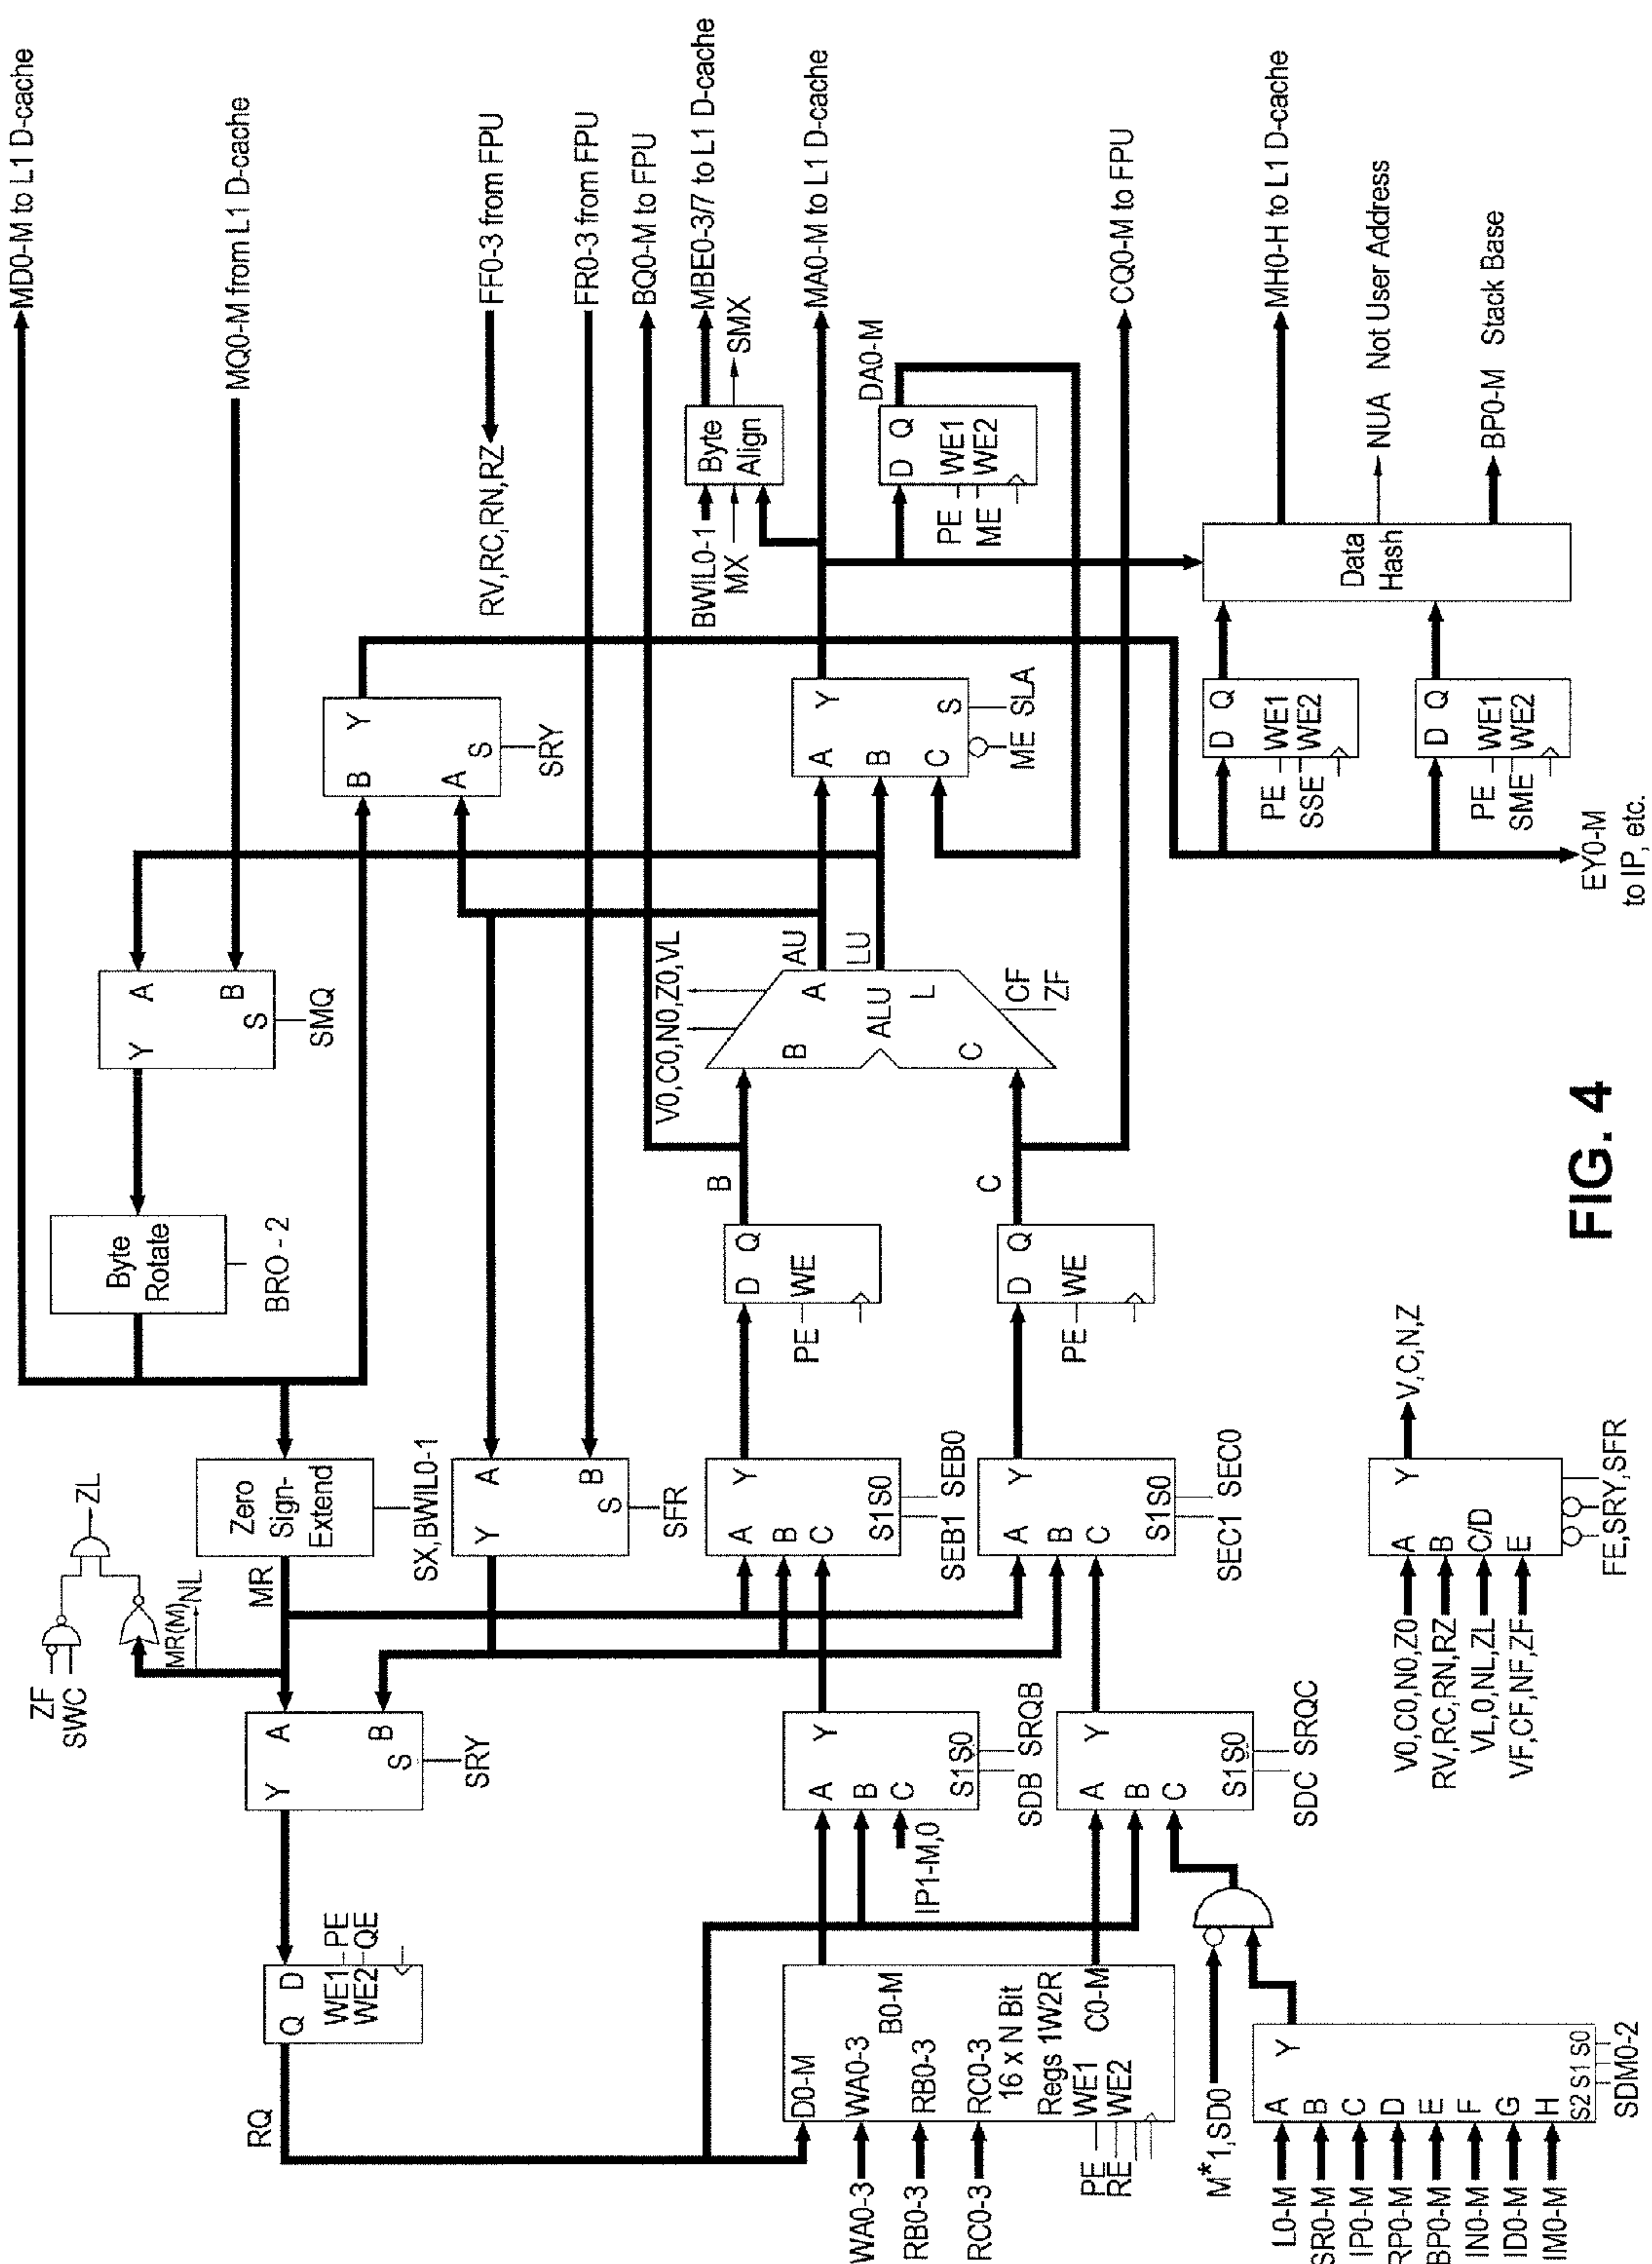 MD0-M to L1 D-cache
MQ0-M from L1 D-cache
FF0-3 from FPU
RV,RC,RN,RZ
FR0-3 from FPU
BQ0-M to FPU
MBE0-3/7 to L1 D-cache
SMX
Byte
Align
BWIL0-1
MX
MA0-M to L1 D-cache
DA0-M
D Q
WE1
WE2
PE
ME
CQ0-M to FPU
MH0-H to L1 D-cache
NUA Not User Address
BP0-M Stack Base
Data
Hash
D Q
WE1
WE2
PE
SSE
D Q
WE1
WE2
PE
SME
EY0-M
to IP, etc.
B
Y
A
S
SRY
A
Y
B
C
S
ME
SLA
A
Y
B
S
SMQ
Byte
Rotate
BRO - 2
V0,C0,N0,Z0,VL
AU
LU
A
B
ALU
L
C
CF
ZF
B
D Q
WE
PE
C
D Q
WE
PE
FIG. 4
Zero
Sign-
Extend
SX,BWIL0-1
MR
ZL
MR(M)
NL
ZF
SWC
Y
A
B
S
SFR
A
Y
B
C
S1S0
SEB1 SEB0
A
Y
B
C
S1S0
SEC1 SEC0
Y
A
B
S
SRY
Q D
WE1
WE2
PE
QE
RQ
A
Y
B
C
S1S0
SDB SRQB
IP1-M,0
A
Y
B
C
S1S0
SDC SRQC
D0-M
WA0-3
B0-M
RB0-3
RC0-3
16 x N Bit
Regs 1W2R
WE1
C0-M
WE2
WA0-3
RB0-3
RC0-3
PE
RE
M*1,SD0
L0-M
SR0-M
IP0-M
RP0-M
BP0-M
IN0-M
ID0-M
IM0-M
A
Y
B
C
D
E
F
G
H
S2 S1 S0
SDM0-2
V0,C0,N0,Z0
RV,RC,RN,RZ
VL,0,NL,ZL
VF,CF,NF,ZF
A
Y
B
C/D
E
V,C,N,Z
FE,SRY,SFR